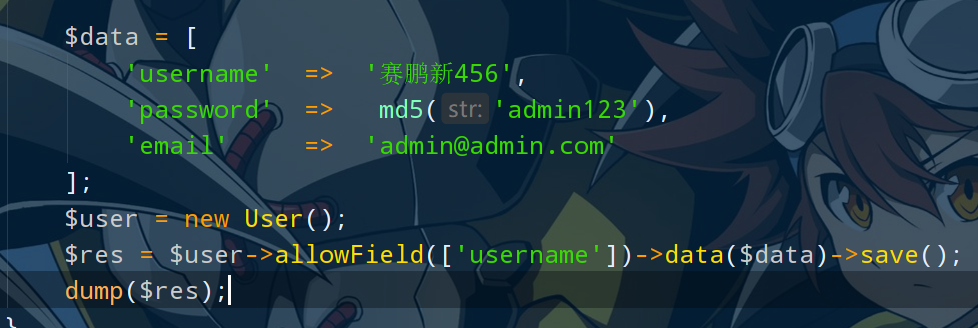 $data = [
'username' => '赛鹏新456',
'password' => md5( str: 'admin123'),
'email' => 'admin@admin.com'
];
$user = new User();
$res = $user->allowField(['username'])->data($data)->save();
dump($res);
}